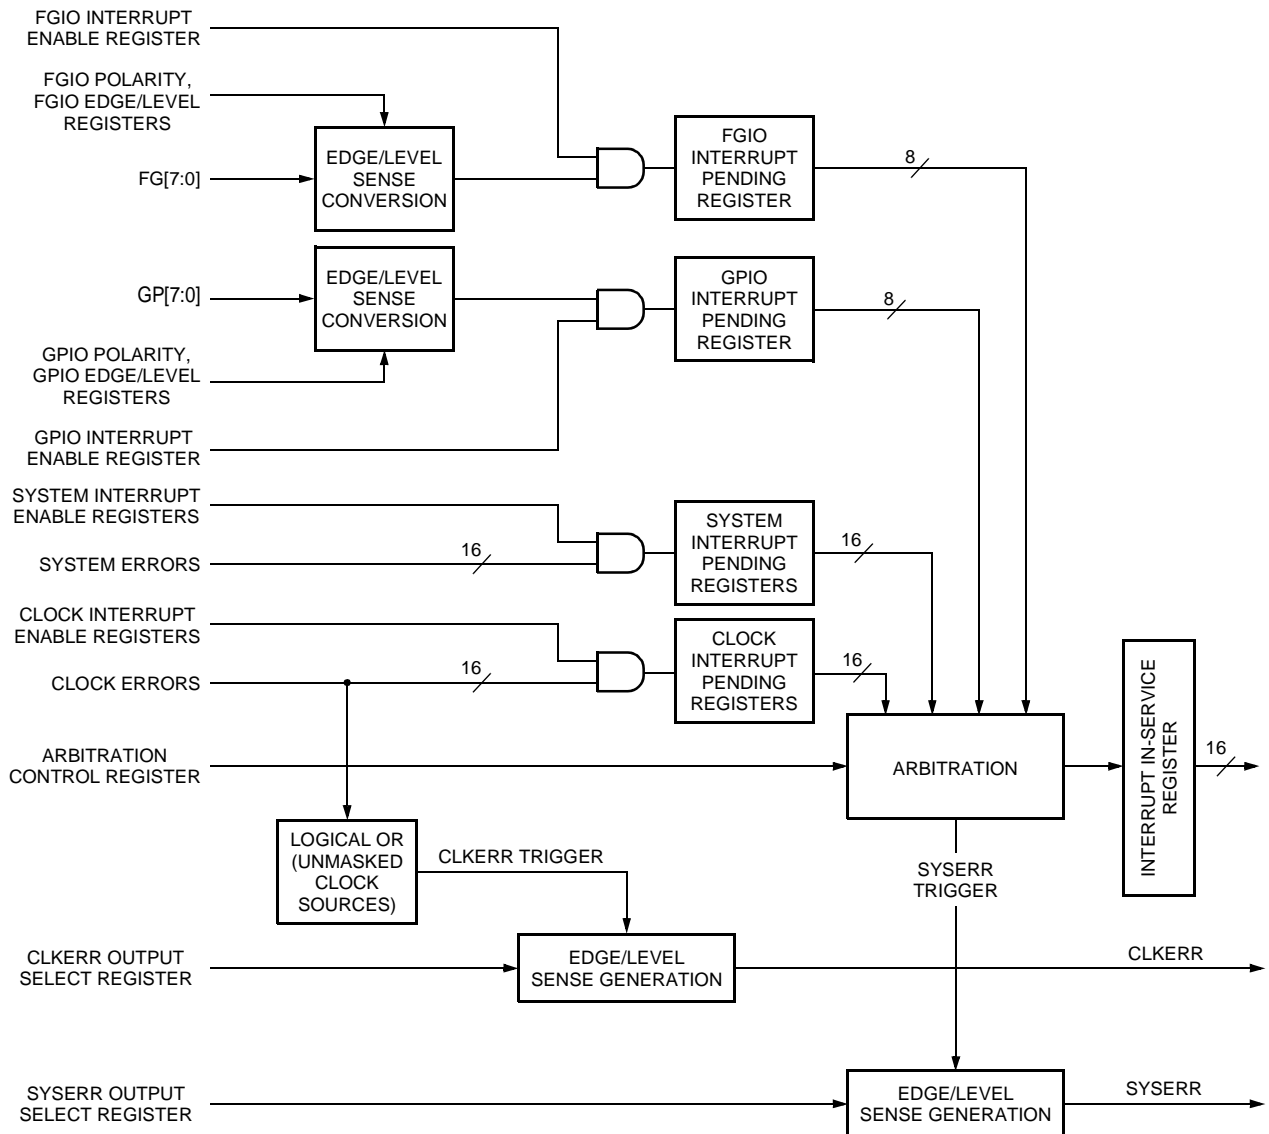 FGIO INTERRUPT
ENABLE REGISTER
FGIO POLARITY,
FGIO EDGE/LEVEL
REGISTERS
FG[7:0]
EDGE/LEVEL
SENSE
CONVERSION
FGIO
INTERRUPT
PENDING
REGISTER
8
GP[7:0]
EDGE/LEVEL
SENSE
CONVERSION
GPIO
INTERRUPT
PENDING
REGISTER
8
GPIO POLARITY,
GPIO EDGE/LEVEL
REGISTERS
GPIO INTERRUPT
ENABLE REGISTER
SYSTEM INTERRUPT
ENABLE REGISTERS
SYSTEM ERRORS
16
SYSTEM
INTERRUPT
PENDING
REGISTERS
16
CLOCK INTERRUPT
ENABLE REGISTERS
CLOCK ERRORS
16
CLOCK
INTERRUPT
PENDING
REGISTERS
16
ARBITRATION
CONTROL REGISTER
ARBITRATION
INTERRUPT IN-SERVICE
REGISTER
16
LOGICAL OR
(UNMASKED
CLOCK
SOURCES)
CLKERR TRIGGER
SYSERR
TRIGGER
CLKERR OUTPUT
SELECT REGISTER
EDGE/LEVEL
SENSE GENERATION
CLKERR
SYSERR OUTPUT
SELECT REGISTER
EDGE/LEVEL
SENSE GENERATION
SYSERR